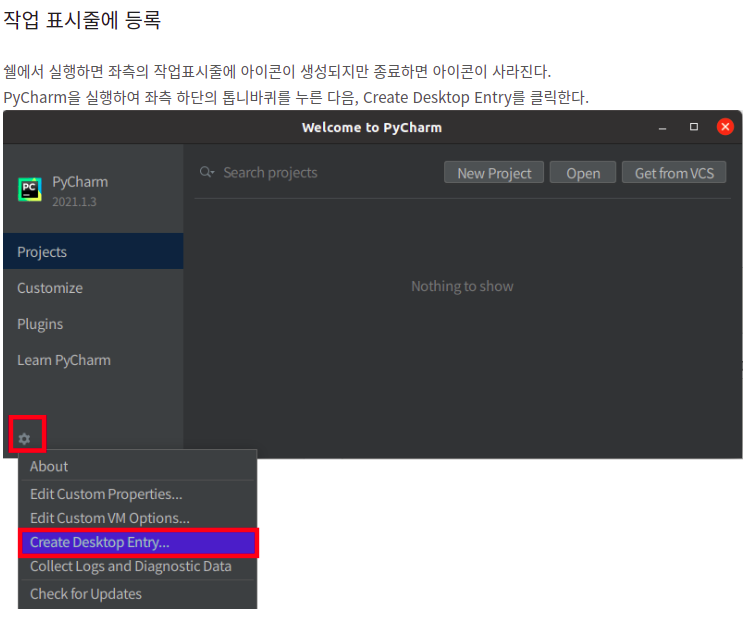 작업 표시줄에 등록
쉘에서 실행하면 좌측의 작업표시줄에 아이콘이 생성되지만 종료하면 아이콘이 사라진다.
PyCharm을 실행하여 좌측 하단의 톱니바퀴를 누른 다음, Create Desktop Entry를 클릭한다.
Welcome to PyCharm
PC
PyCharm
2021.1.3
Search projects
New Project
Open
Get from VCS
Projects
Customize
Plugins
Learn PyCharm
Nothing to show
About
Edit Custom Properties...
Edit Custom VM Options...
Create Desktop Entry...
Collect Logs and Diagnostic Data
Check for Updates